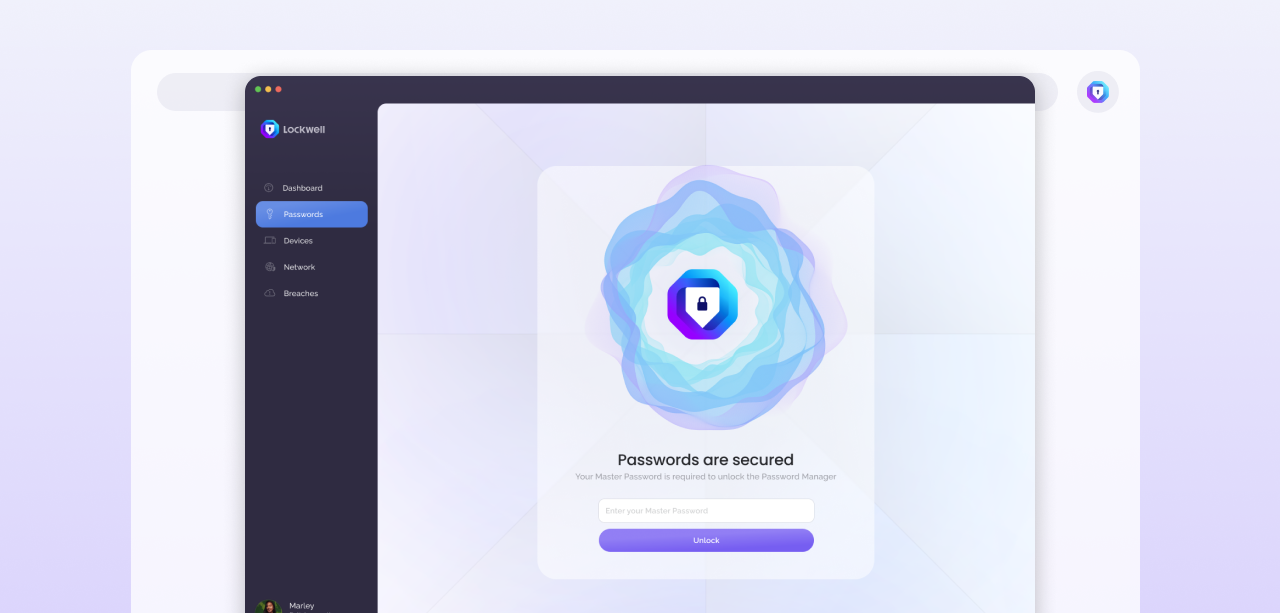 Lockwell
Dashboard
Passwords
Devices
Network
Breaches
Passwords are secured
Your Master Password is required to unlock the Password Manager
Enter your Master Password
Unlock
Marley